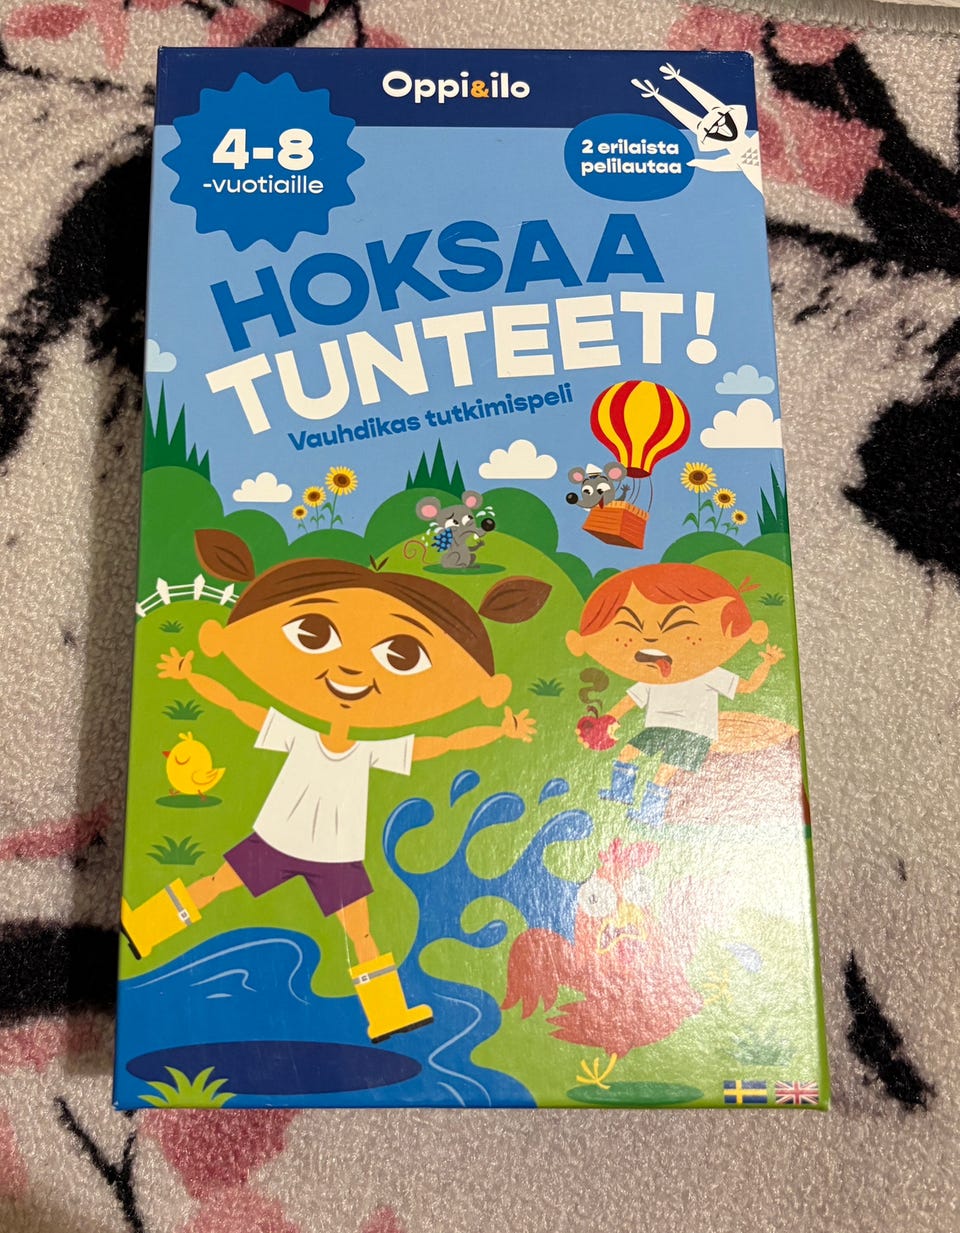 Oppi&ilo
4-8
-vuotiaille
2 erilaista
pelilautaa
HOKSAA
TUNTEET!
Vauhdikas tutkimispeli